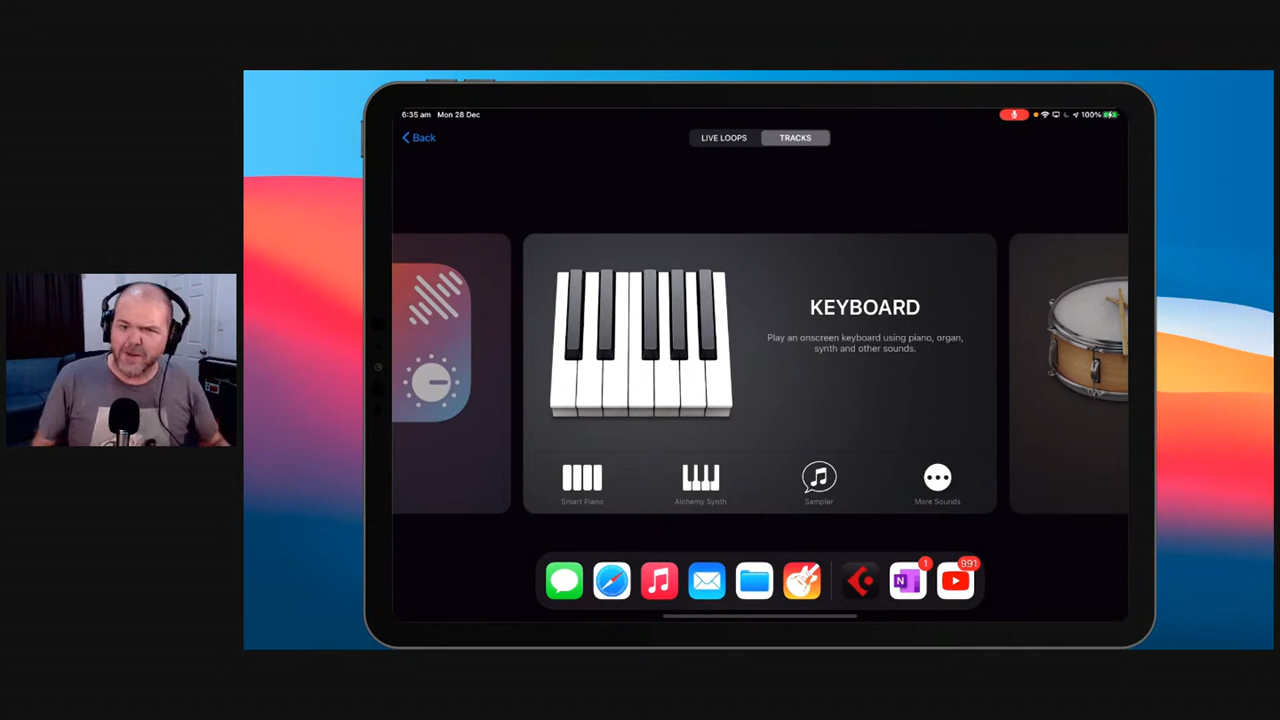 6:35 am Mon 28 Dec
100%
Back
LIVE LOOPS
TRACKS
KEYBOARD
Play an onscreen keyboard using piano, organ,
synth and other sounds.
Smart Piano
Alchemy Synth
Sampler
More Sounds
N
1
991